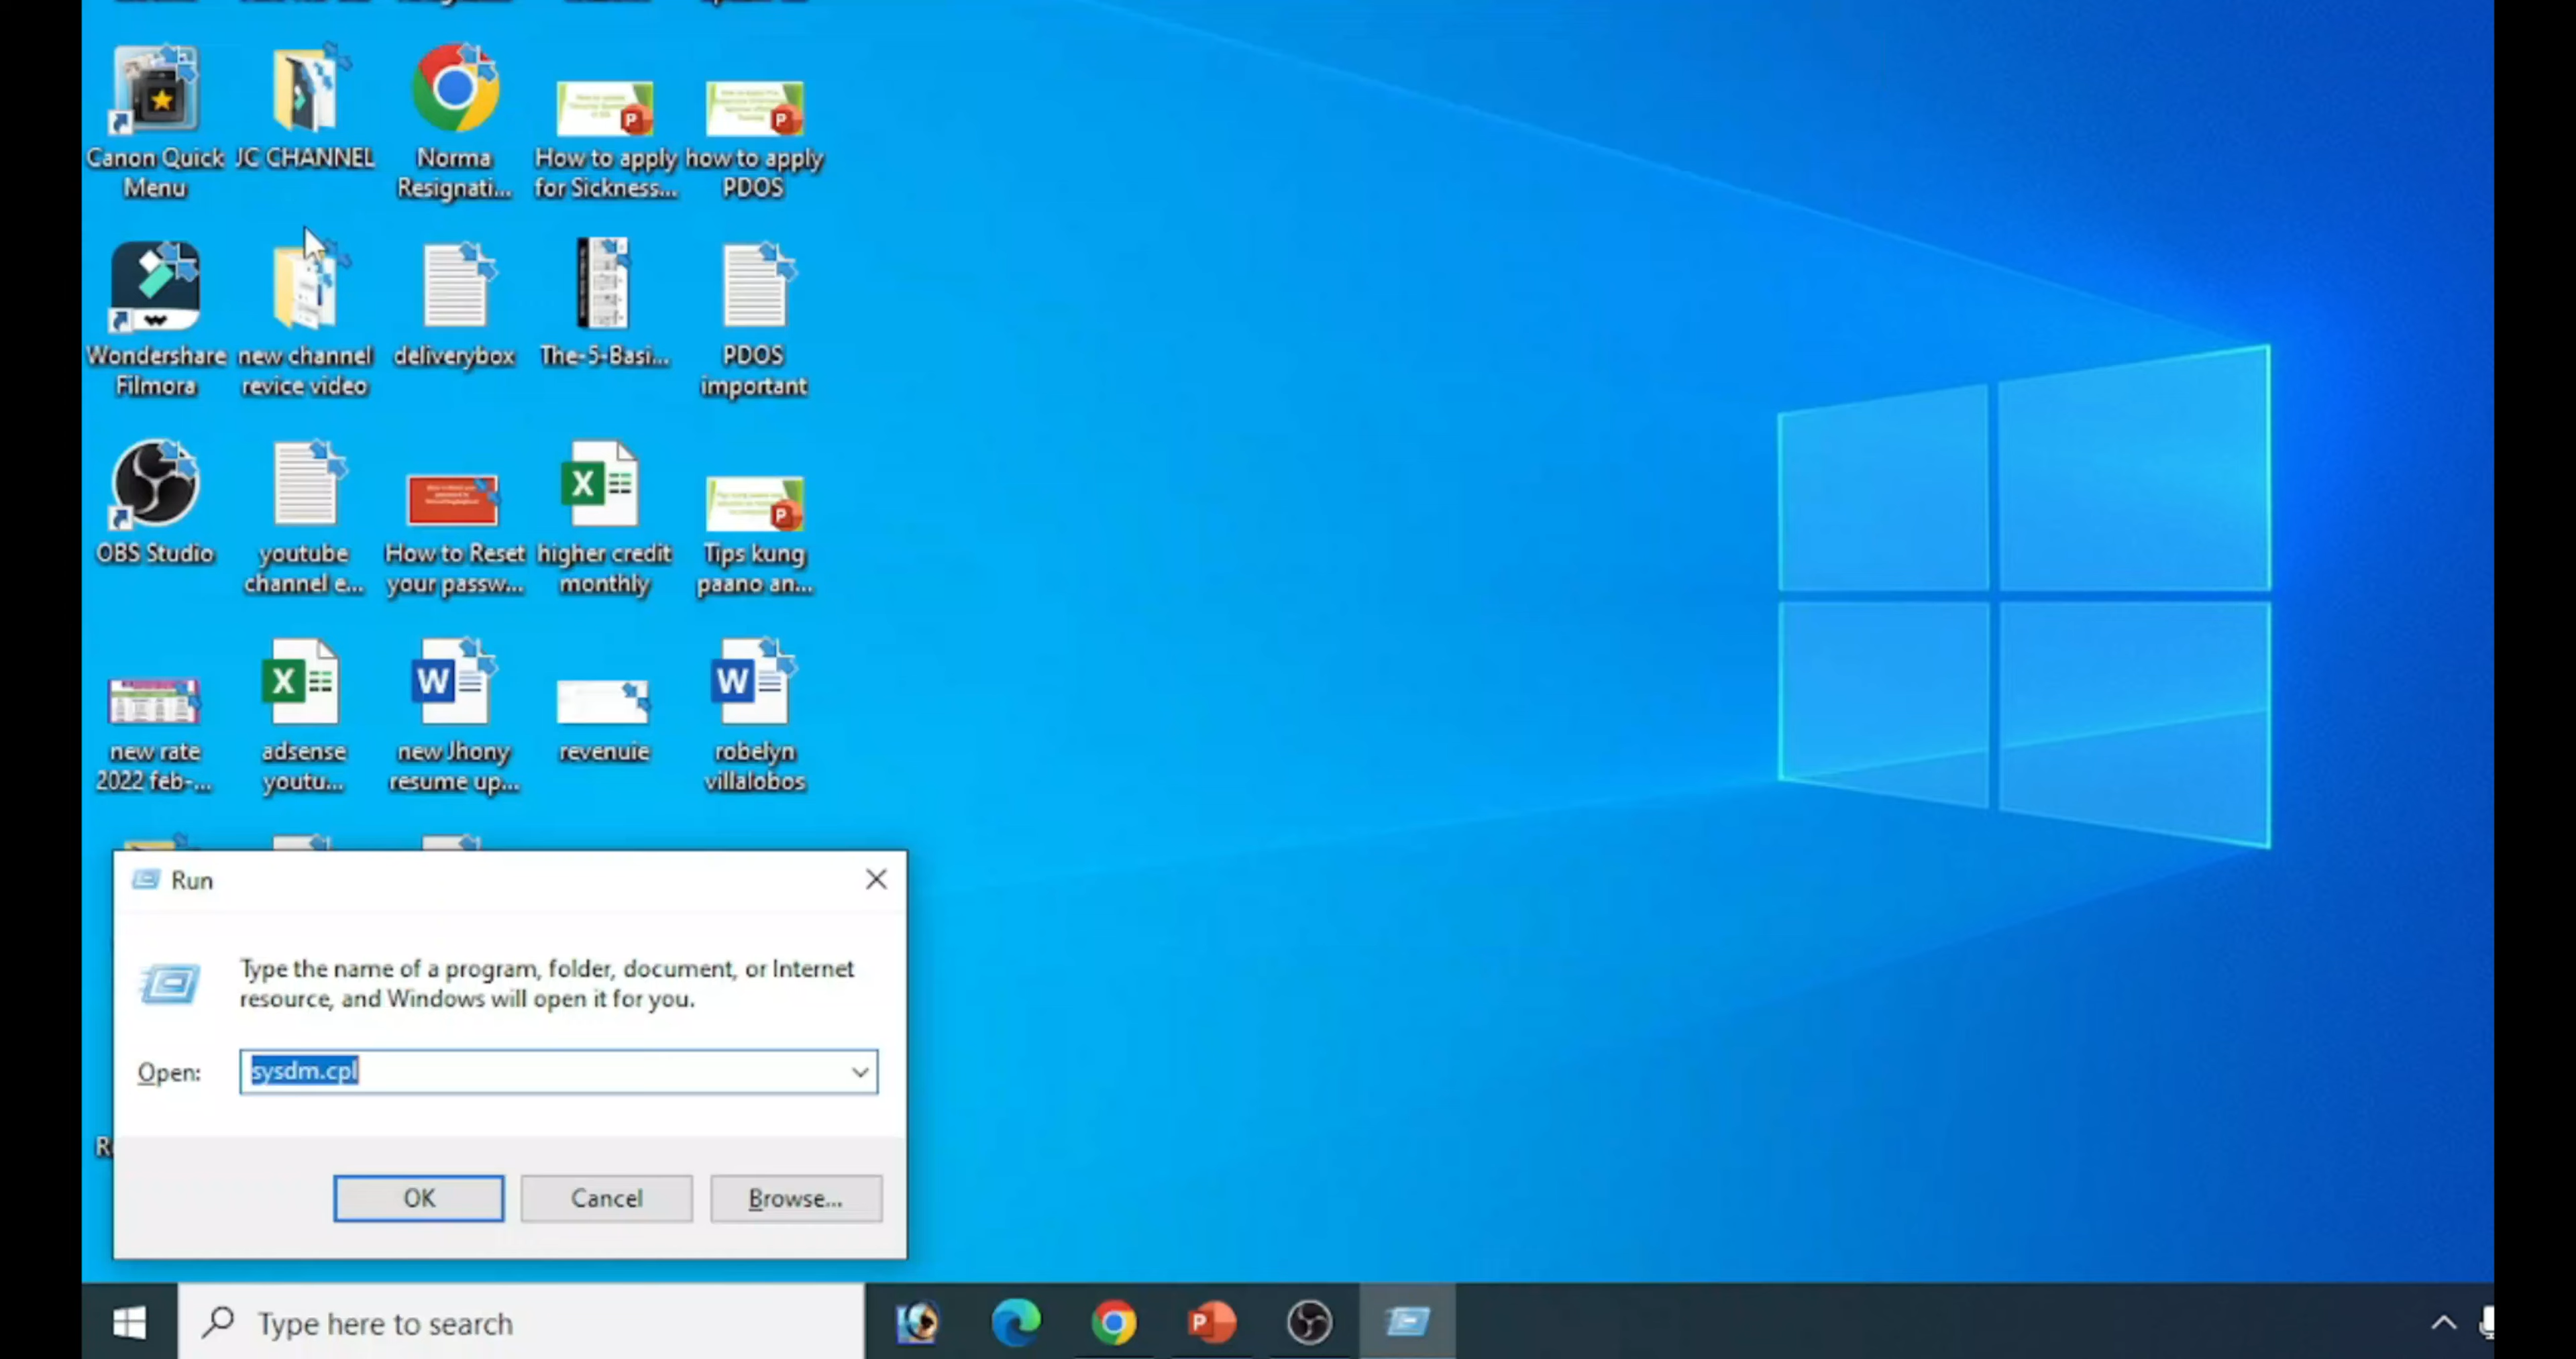 Canon Quick
Menu
JC CHANNEL
Norma
Resignati...
How to apply
for Sickness...
how to apply
PDOS
Wondershare
Filmora
new channel
revice video
deliverybox
The-5-Basi...
PDOS
important
OBS Studio
youtube
channel e...
How to Reset
your passw...
higher credit
monthly
Tips kung
paano an...
new rate
2022 feb-...
adsense
youtu...
new Jhony
resume up...
revenuie
robelyn
villalobos
Run
Type the name of a program, folder, document, or Internet
resource, and Windows will open it for you.
Open:
sysdm.cpl
OK
Cancel
Browse...
Type here to search